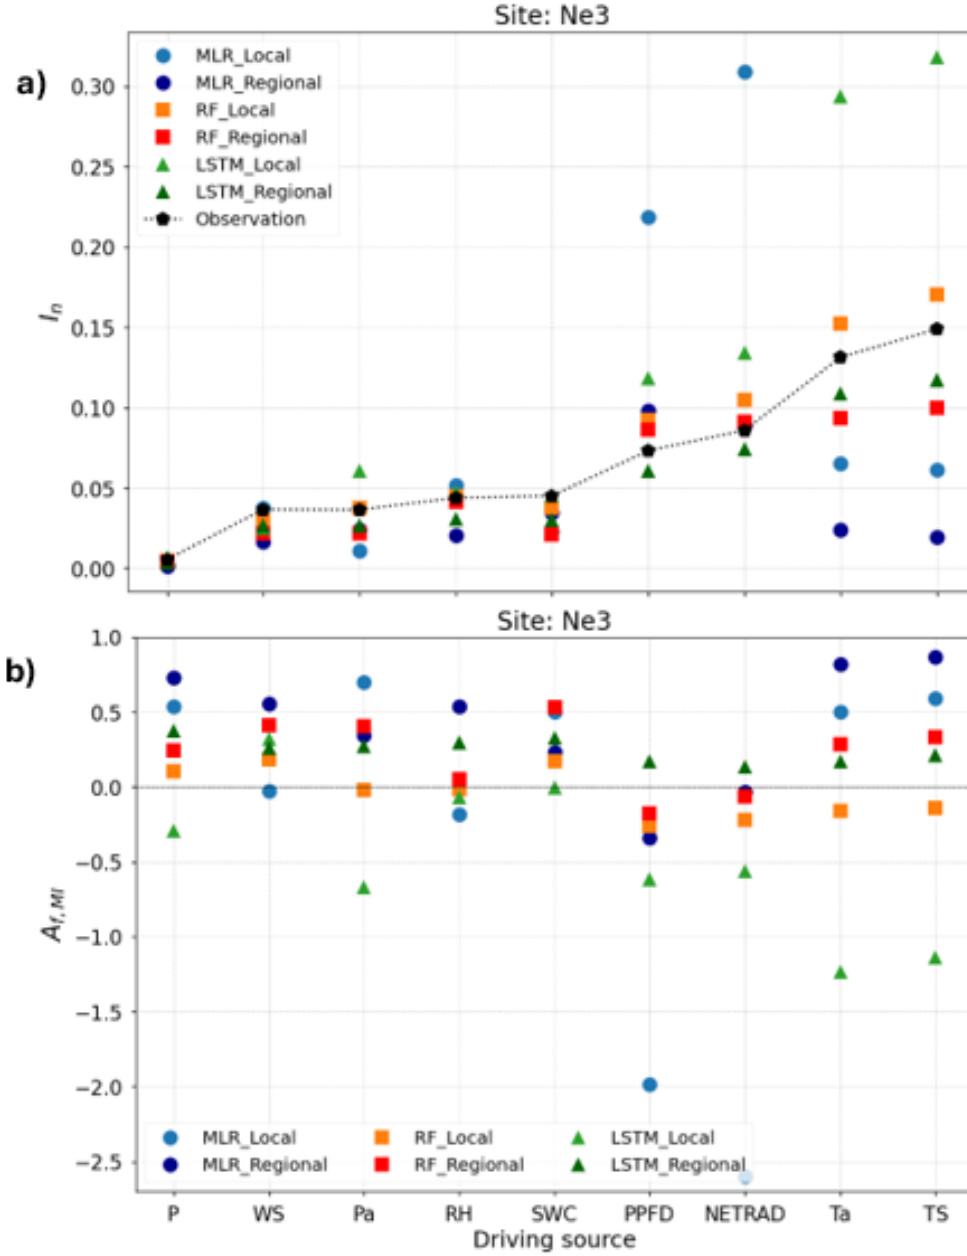 Site: Ne3
a)
MLR_Local
MLR_Regional
RF_Local
RF_Regional
LSTM_Local
LSTM_Regional
Observation
0.30
0.25
0.20
0.15
0.10
0.05
0.00
In
Site: Ne3
b)
1.0
0.5
0.0
−0.5
−1.0
−1.5
−2.0
−2.5
Af,MI
MLR_Local RF_Local LSTM_Local
MLR_Regional RF_Regional LSTM_Regional
P WS Pa RH SWC PPFD NETRAD Ta TS
Driving source